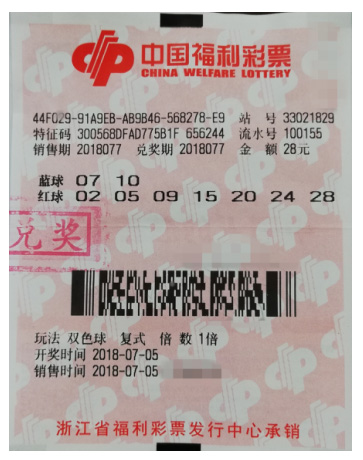 中国福利彩票
CHINA WELFARE LOTTERY
44F029-91A9EB-AB9B46-568278-E9 站 号 33021829
特征码 300568DFAD775B1F 656244 流水号 100155
销售期 2018077 兑奖期 2018077 金 额 28元
蓝球 07 10
红球 02 05 09 15 20 24 28
兑奖
玩法 双色球 复式 倍 数 1倍
开奖时间 2018-07-05
销售时间 2018-07-05
浙江省福利彩票发行中心承销